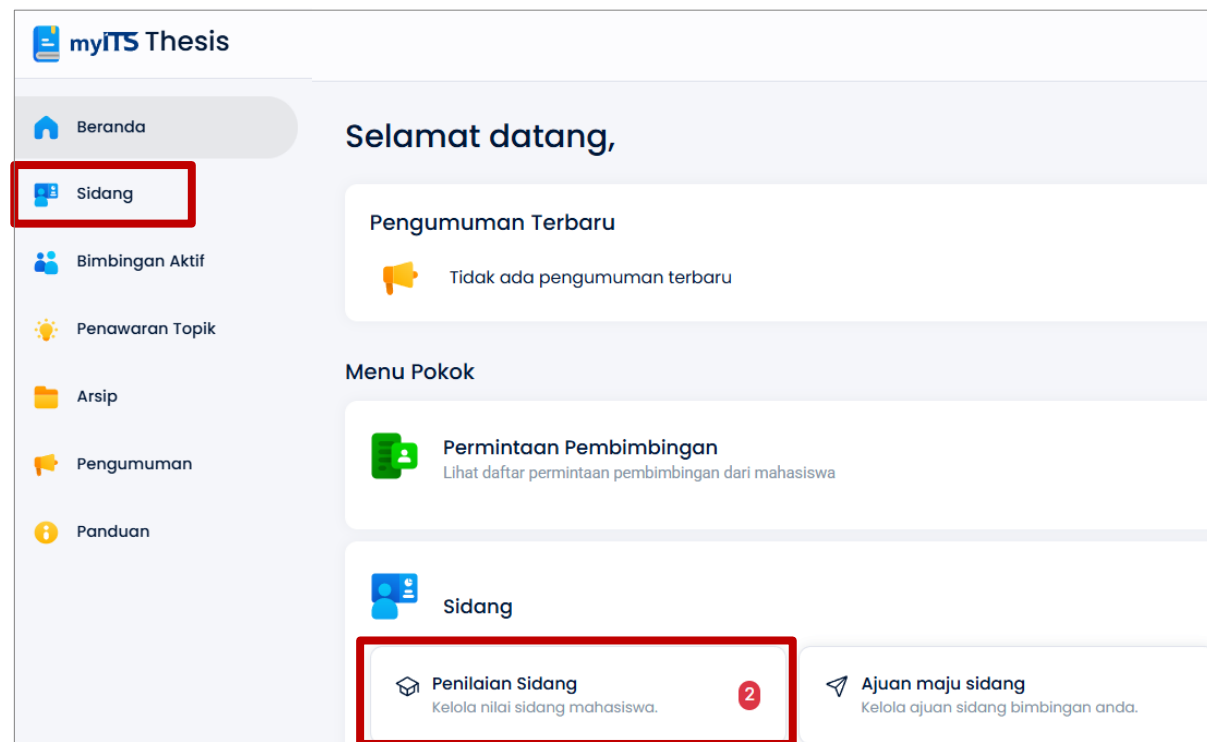 myITS Thesis
Beranda
Sidang
Bimbingan Aktif
Penawaran Topik
Arsip
Pengumuman
Panduan
Selamat datang,
Pengumuman Terbaru
Tidak ada pengumuman terbaru
Menu Pokok
Permintaan Pembimbingan
Lihat daftar permintaan pembimbingan dari mahasiswa
Sidang
Penilaian Sidang
Kelola nilai sidang mahasiswa.
2
Ajuan maju sidang
Kelola ajuan sidang bimbingan anda.